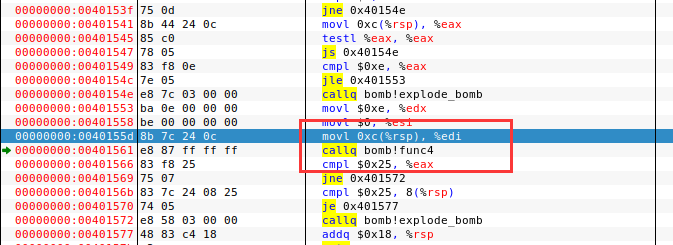 00000000:0040153f 75 0d jne 0x40154e
00000000:00401541 8b 44 24 0c movl 0xc(%rsp), %eax
00000000:00401545 85 c0 testl %eax, %eax
00000000:00401547 78 05 js 0x40154e
00000000:00401549 83 f8 0e cmpl $0xe, %eax
00000000:0040154c 7e 05 jle 0x401553
00000000:0040154e e8 7c 03 00 00 callq bomb!explode_bomb
00000000:00401553 ba 0e 00 00 00 movl $0xe, %edx
00000000:00401558 be 00 00 00 00 movl $0, %esi
00000000:0040155d 8b 7c 24 0c movl 0xc(%rsp), %edi
00000000:00401561 e8 87 ff ff ff callq bomb!func4
00000000:00401566 83 f8 25 cmpl $0x25, %eax
00000000:00401569 75 07 jne 0x401572
00000000:0040156b 83 7c 24 08 25 cmpl $0x25, 8(%rsp)
00000000:00401570 74 05 je 0x401577
00000000:00401572 e8 58 03 00 00 callq bomb!explode_bomb
00000000:00401577 48 83 c4 18 addq $0x18, %rsp